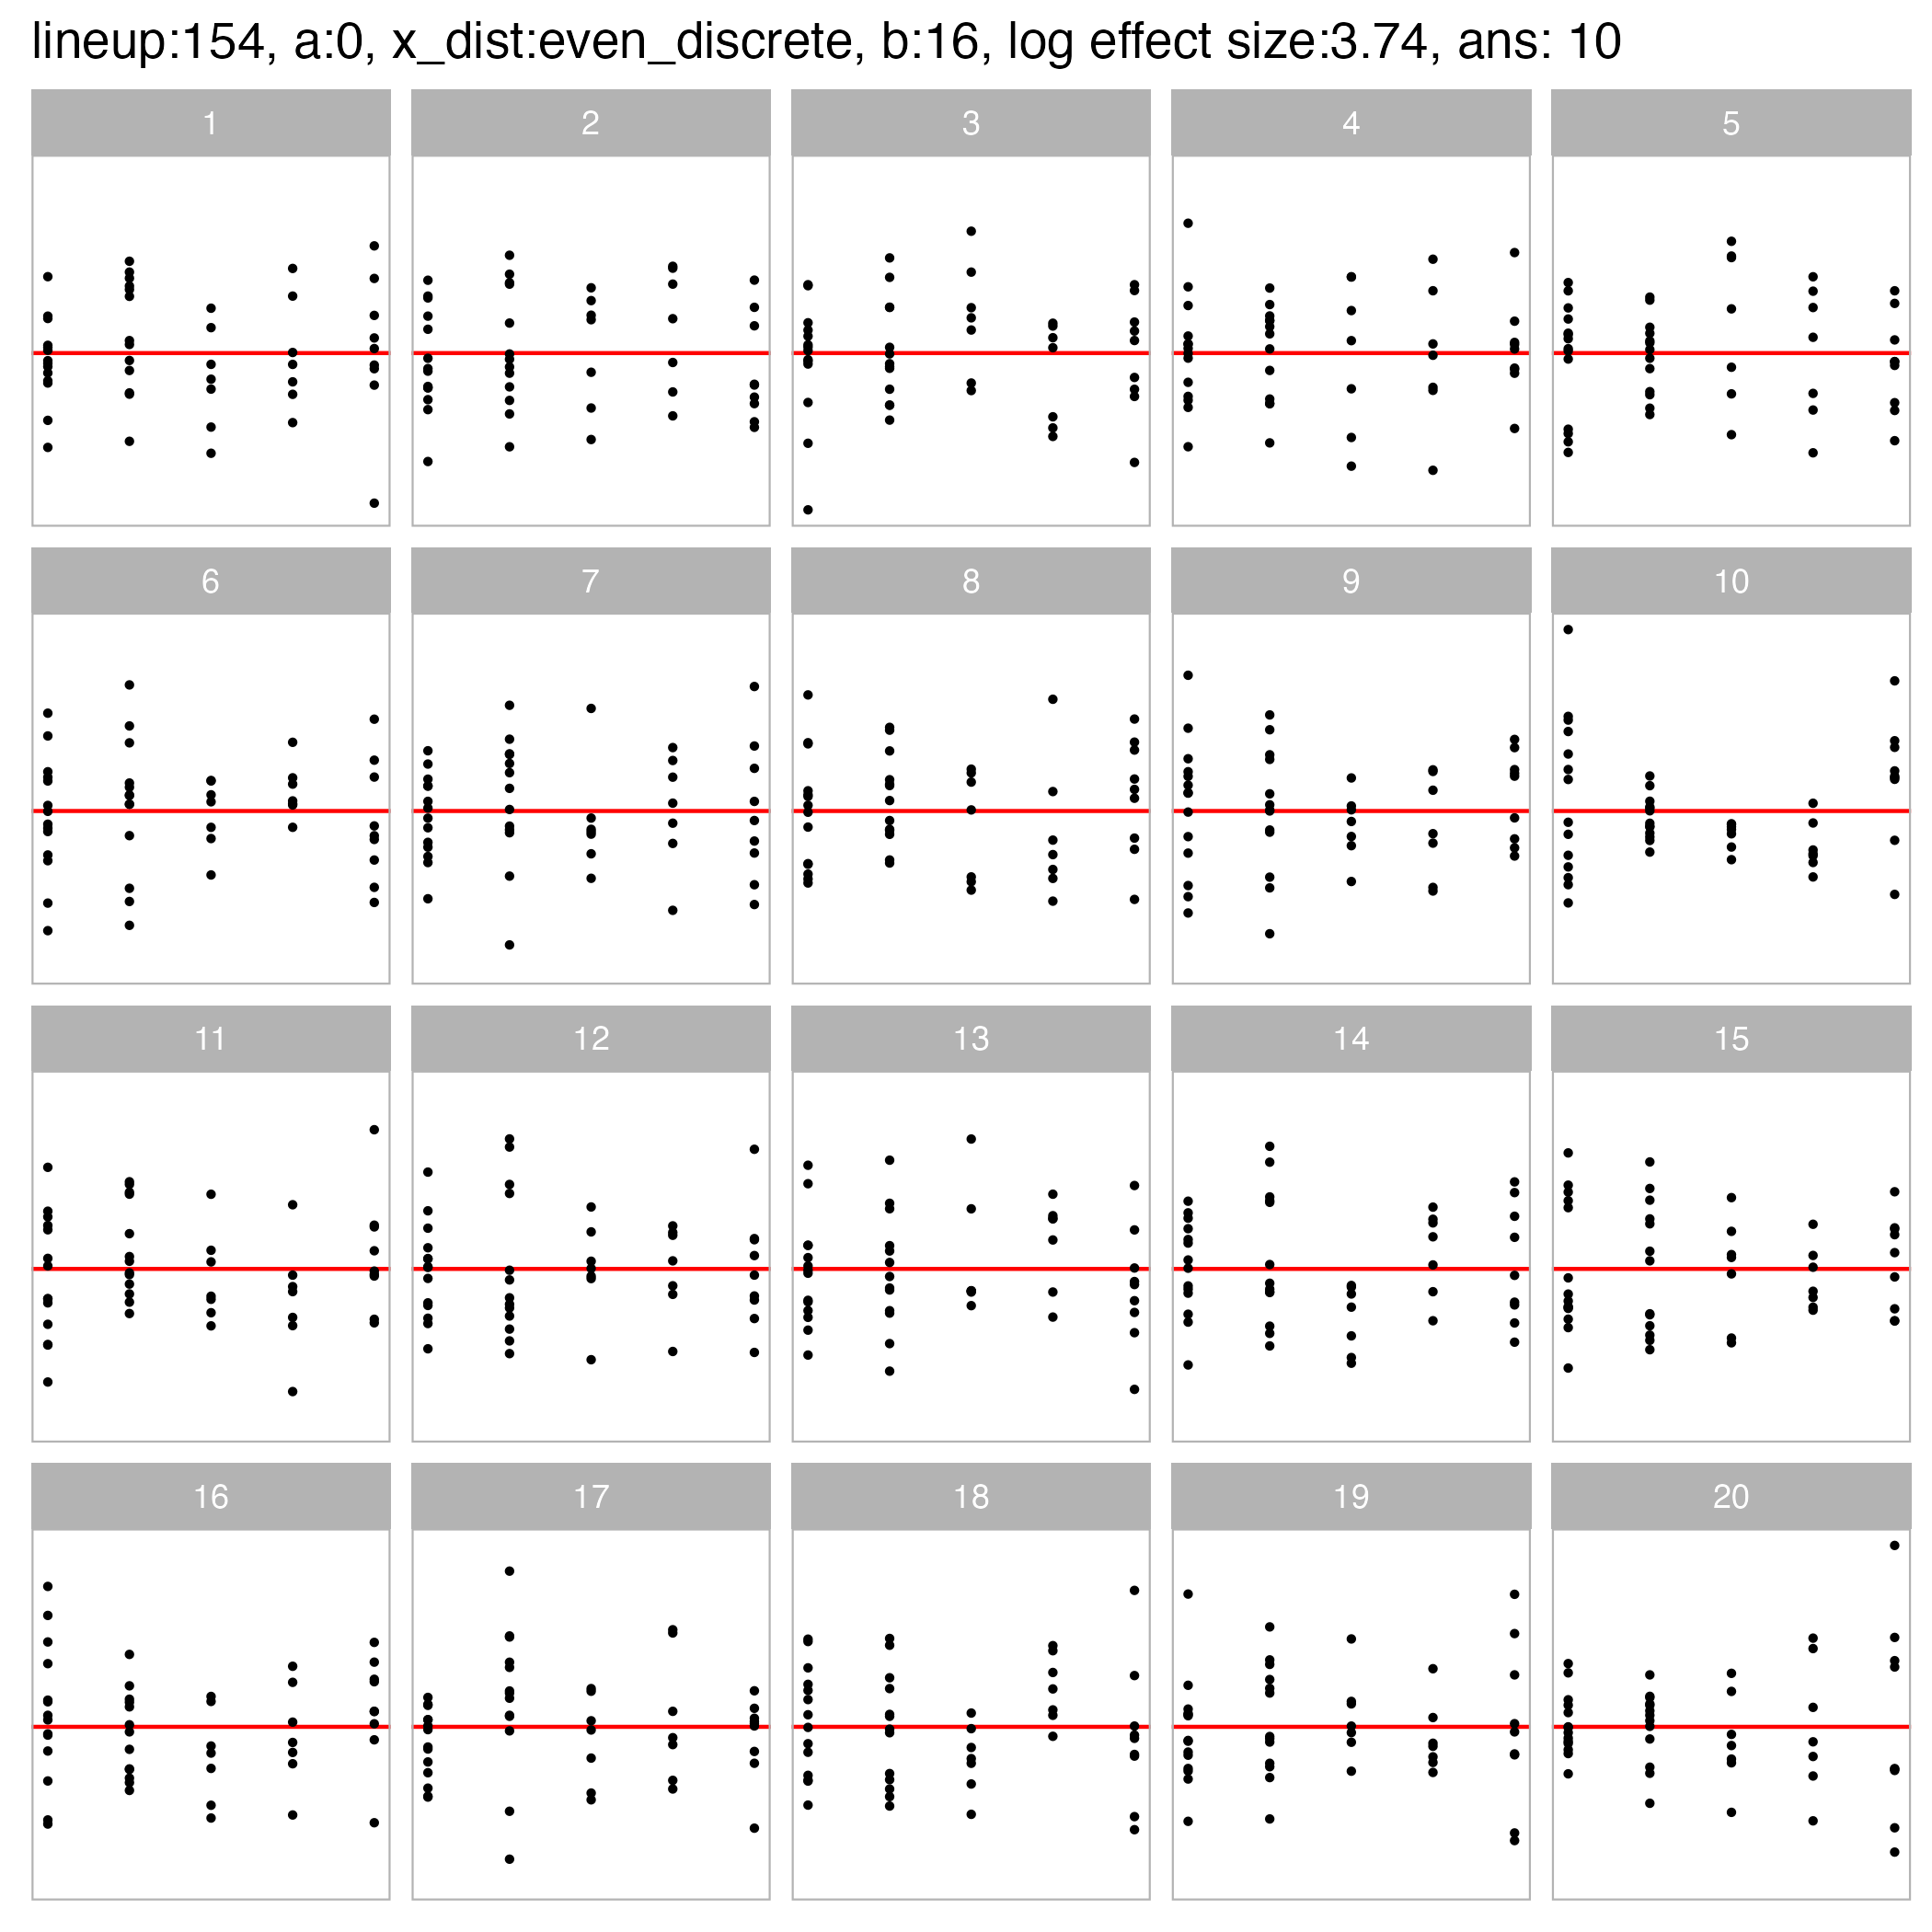 lineup:154, a:0, x_dist:even_discrete, b:16, log effect size:3.74, ans: 10
1 2 3 4 5
6 7 8 9 10
11 12 13 14 15
16 17 18 19 20